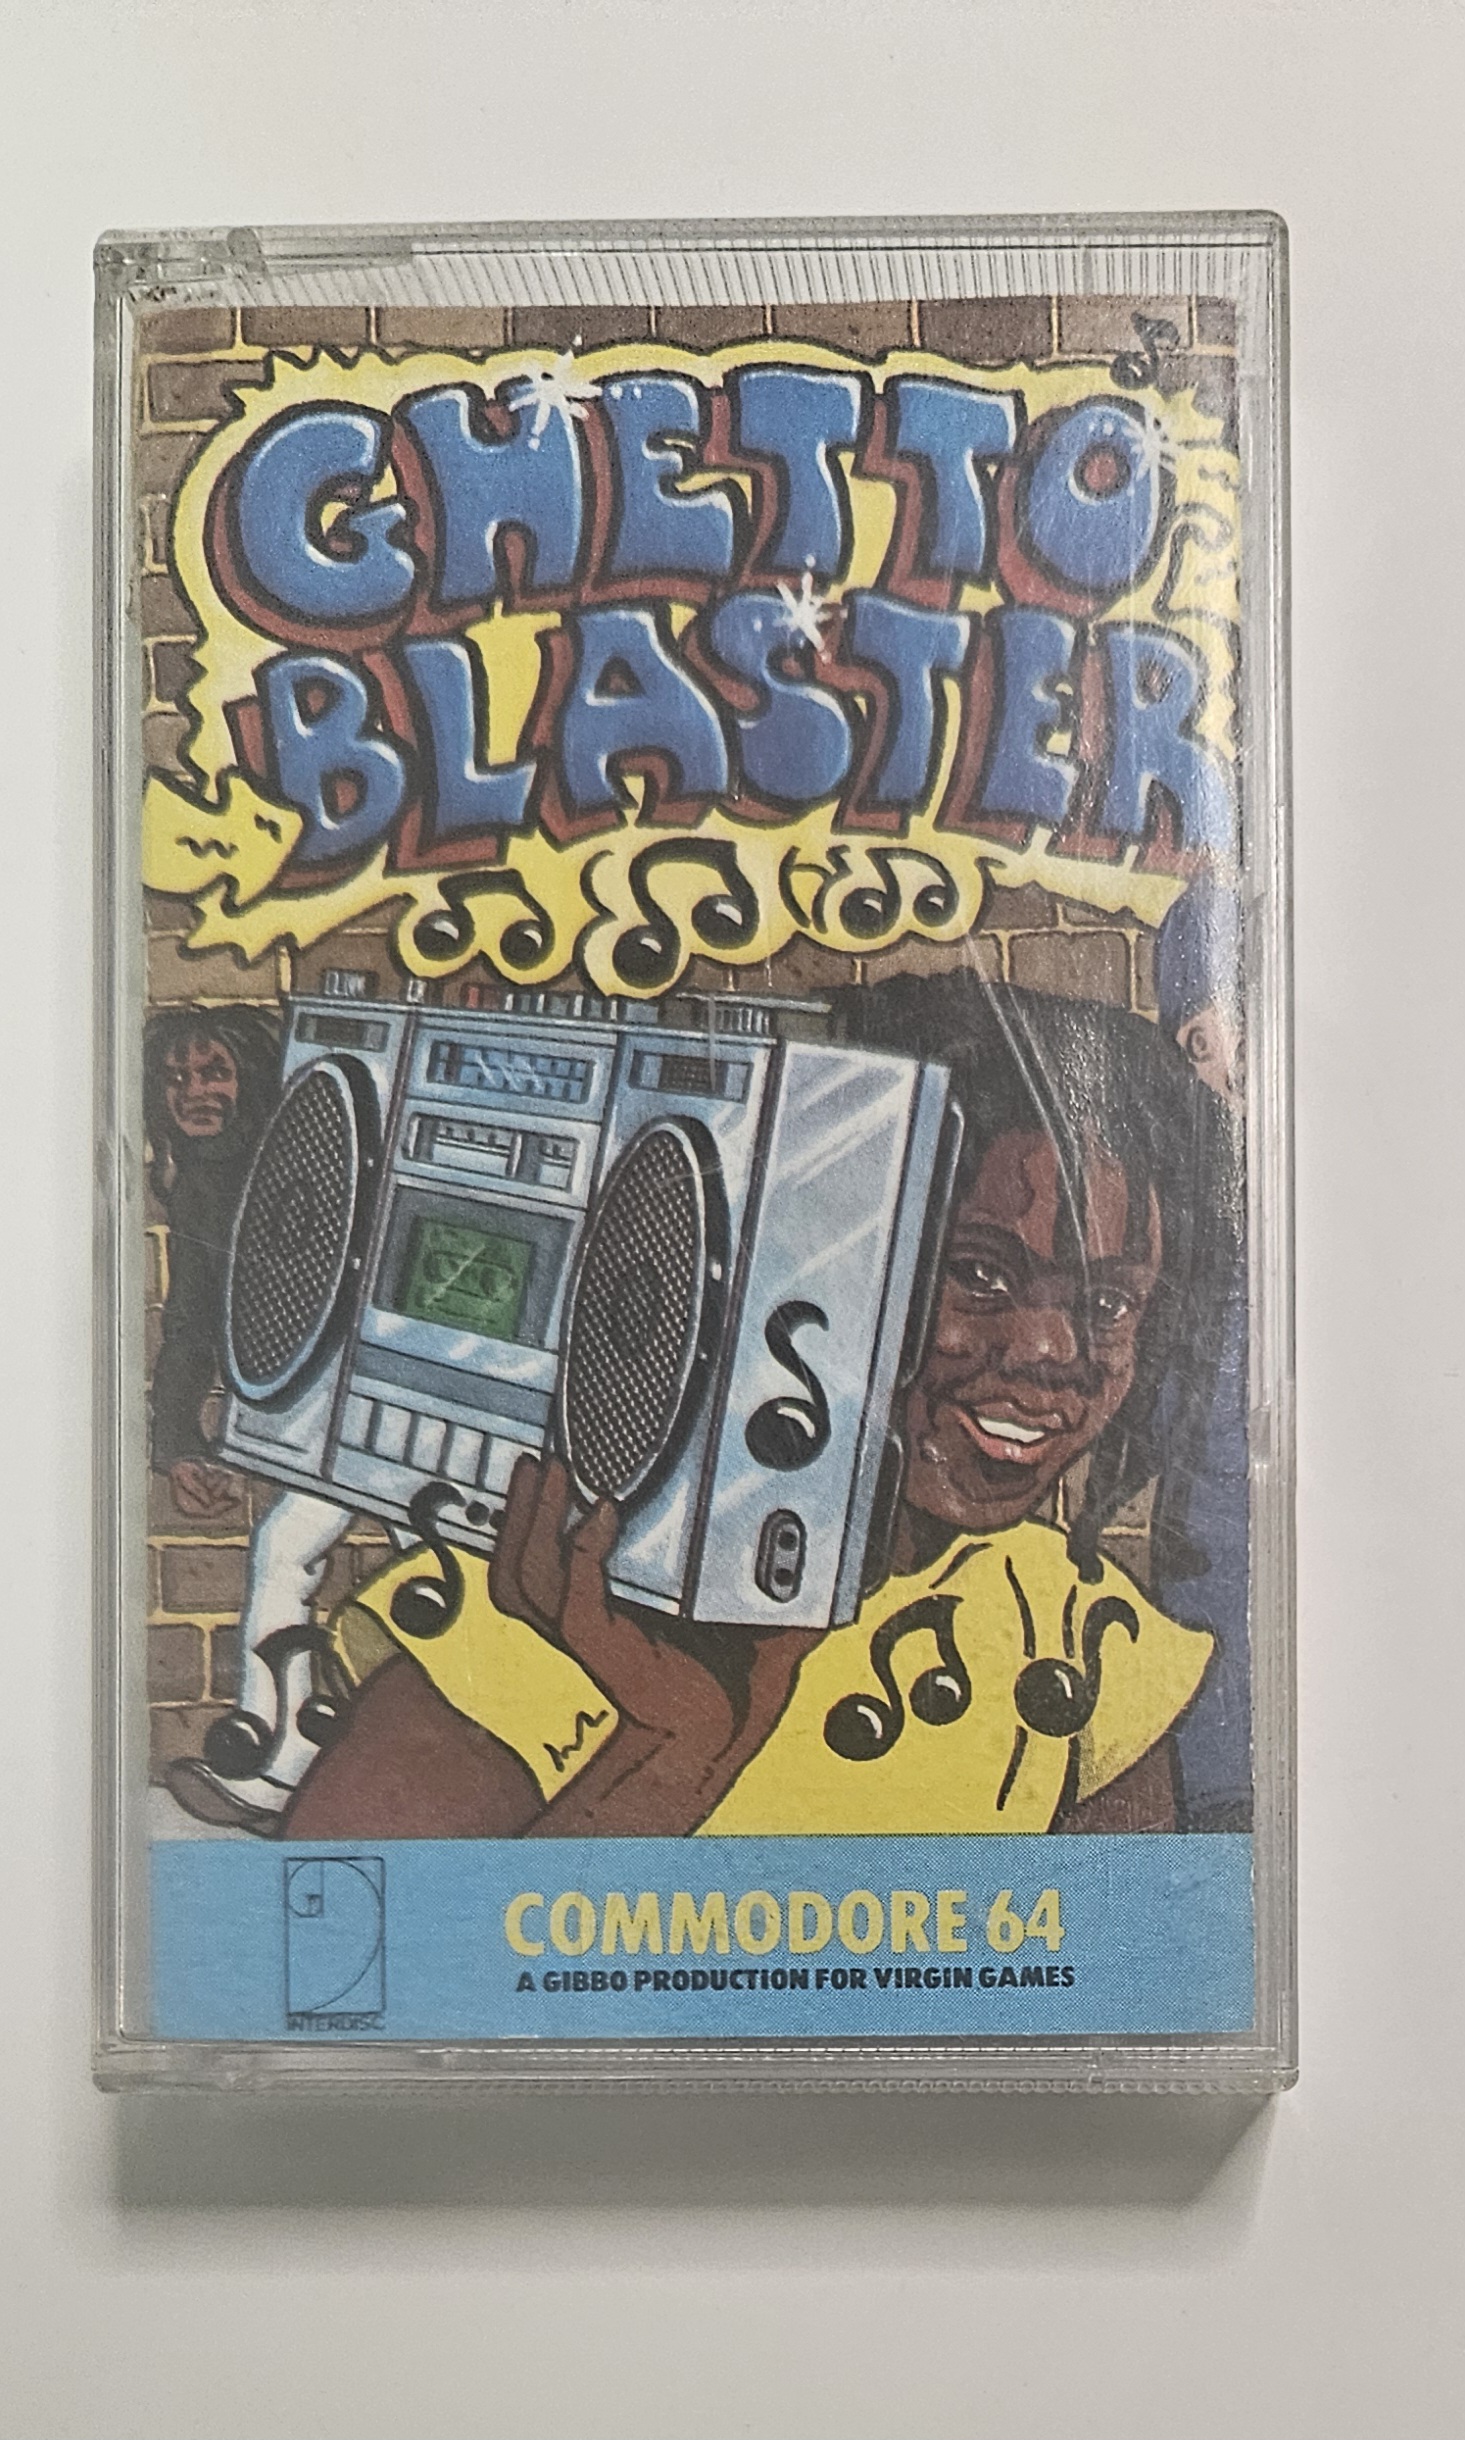 GHETTO
BLASTER
COMMODORE 64
A GIBBO PRODUCTION FOR VIRGIN GAMES
INTERDISC